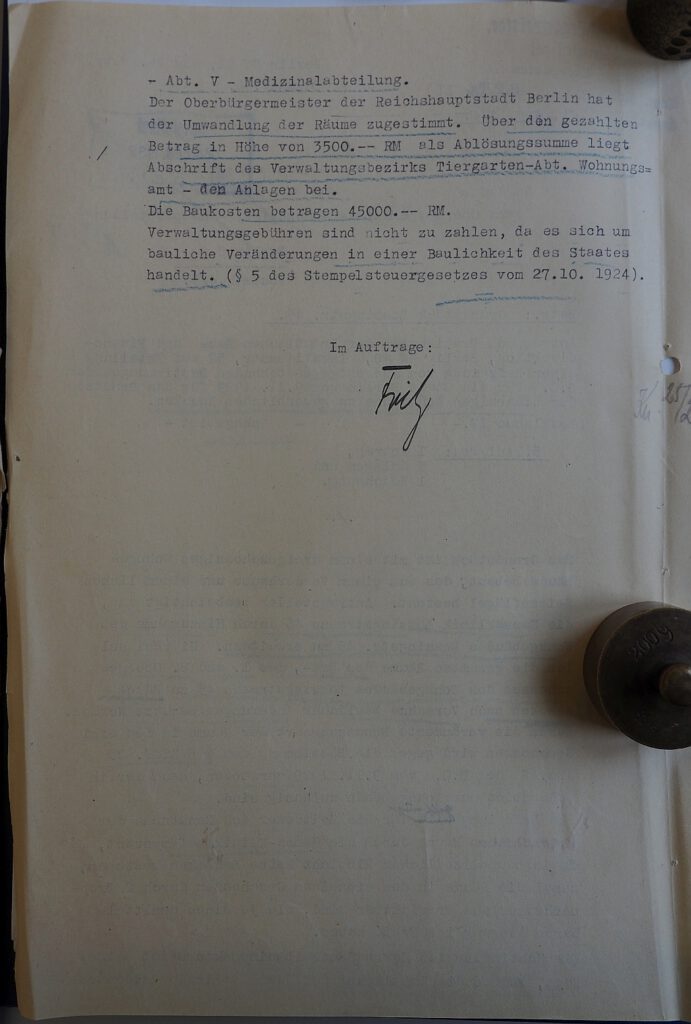 - Abt. V - Medizinalabteilung.
Der Oberbürgermeister der Reichshauptstadt Berlin hat
der Umwandlung der Räume zugestimmt. Über den gezahlten
Betrag in Höhe von 3500.-- RM als Ablösungssumme liegt
Abschrift des Verwaltungsbezirks Tiergarten-Abt. Wohnungs=
amt - den Anlagen bei.
Die Baukosten betragen 45000.-- RM.
Verwaltungsgebühren sind nicht zu zahlen, da es sich um
bauliche Veränderungen in einer Baulichkeit des Staates
handelt. (§ 5 des Stempelsteuergesetzes vom 27.10. 1924).
Im Auftrage: